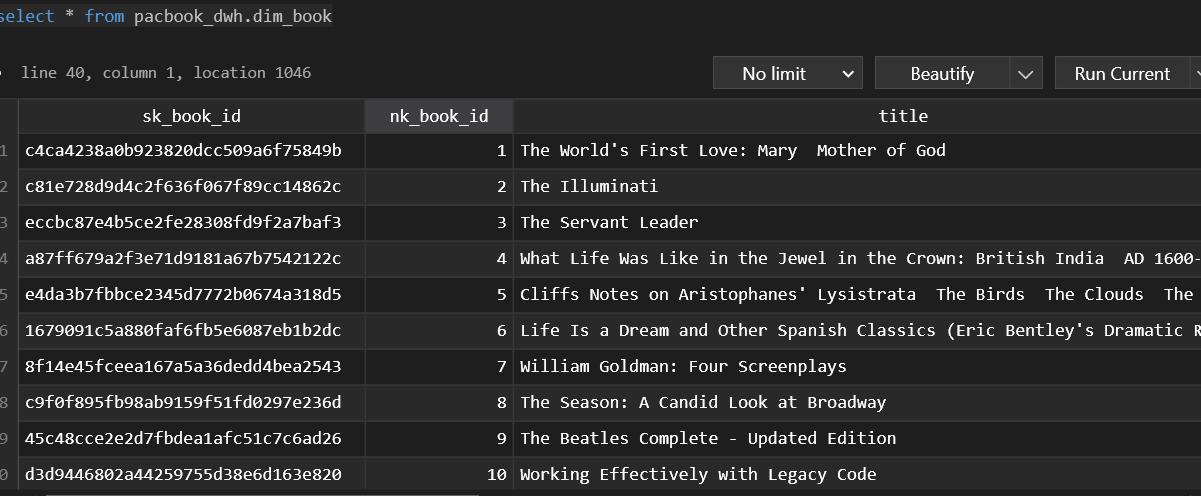 select * from pacbook_dwh.dim_book
line 40, column 1, location 1046
No limit Beautify Run Current
sk_book_id nk_book_id title
1 c4ca4238a0b923820dcc509a6f75849b 1 The World's First Love: Mary  Mother of God
2 c81e728d9d4c2f636f067f89cc14862c 2 The Illuminati
3 eccbc87e4b5ce2fe28308fd9f2a7baf3 3 The Servant Leader
4 a87ff679a2f3e71d9181a67b7542122c 4 What Life Was Like in the Jewel in the Crown: British India  AD 1600-
5 e4da3b7fbbce2345d7772b0674a318d5 5 Cliffs Notes on Aristophanes' Lysistrata  The Birds  The Clouds  The
6 1679091c5a880faf6fb5e6087eb1b2dc 6 Life Is a Dream and Other Spanish Classics (Eric Bentley's Dramatic R
7 8f14e45fceea167a5a36dedd4bea2543 7 William Goldman: Four Screenplays
8 c9f0f895fb98ab9159f51fd0297e236d 8 The Season: A Candid Look at Broadway
9 45c48cce2e2d7fbdea1afc51c7c6ad26 9 The Beatles Complete - Updated Edition
0 d3d9446802a44259755d38e6d163e820 10 Working Effectively with Legacy Code